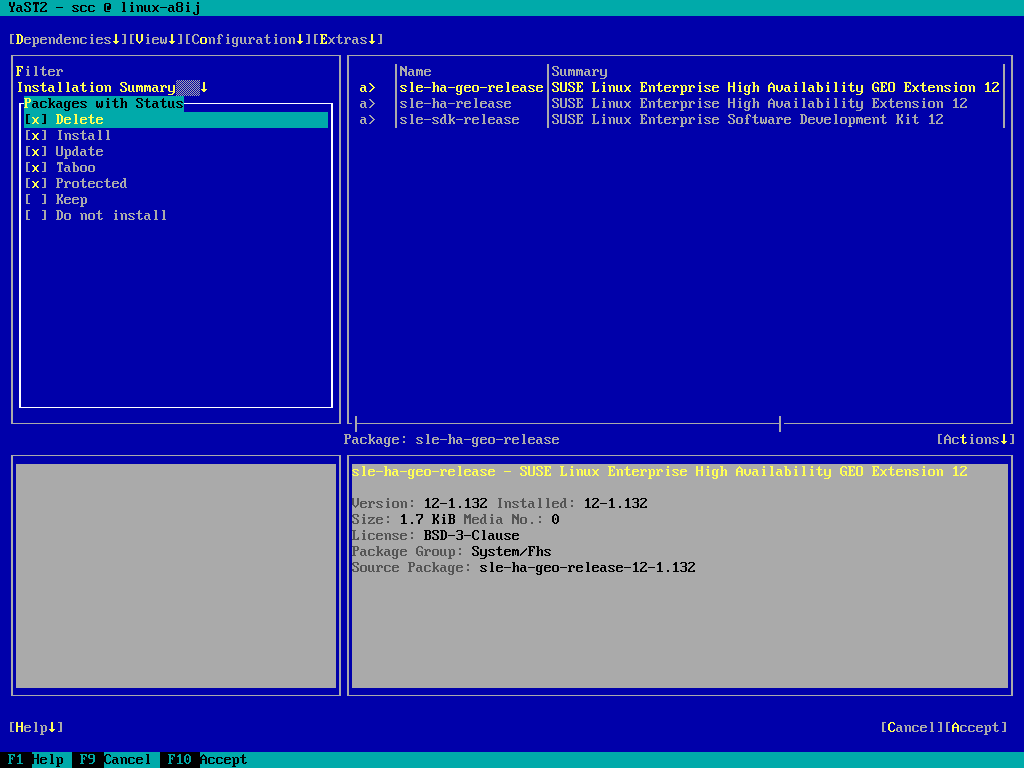 YaST2 - scc @ linux-a8ij
[Dependencies↓][View↓][Configuration↓][Extras↓]
Filter
Installation Summary ↓
Packages with Status
[x] Delete
[x] Install
[x] Update
[x] Taboo
[x] Protected
[ ] Keep
[ ] Do not install
Name Summary
a> sle-ha-geo-release SUSE Linux Enterprise High Availability GEO Extension 12
a> sle-ha-release SUSE Linux Enterprise High Availability Extension 12
a> sle-sdk-release SUSE Linux Enterprise Software Development Kit 12
Package: sle-ha-geo-release [Actions↓]
sle-ha-geo-release - SUSE Linux Enterprise High Availability GEO Extension 12
Version: 12-1.132 Installed: 12-1.132
Size: 1.7 KiB Media No.: 0
License: BSD-3-Clause
Package Group: System/Fhs
Source Package: sle-ha-geo-release-12-1.132
[Help↓] [Cancel][Accept]
F1 Help F9 Cancel F10 Accept